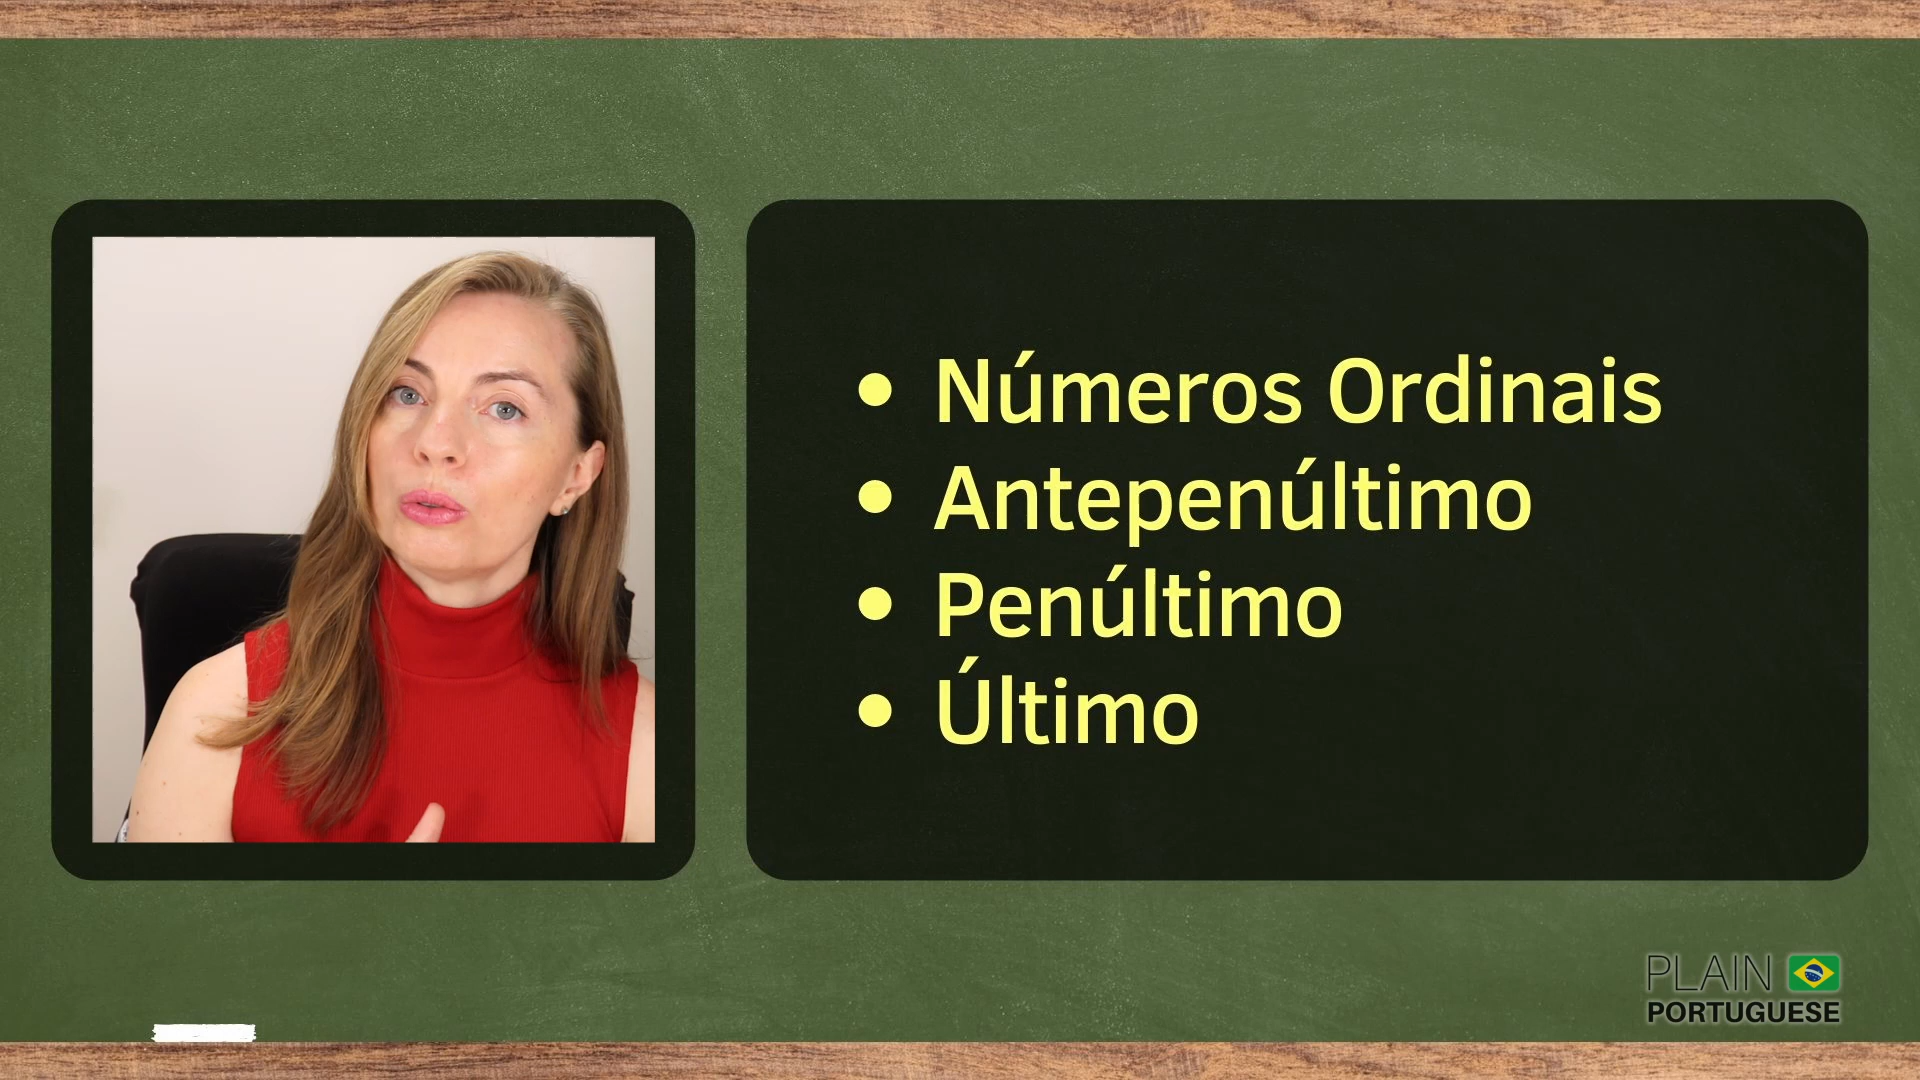 Números Ordinais
Antepenúltimo
Penúltimo
Último
PLAIN
PORTUGUESE